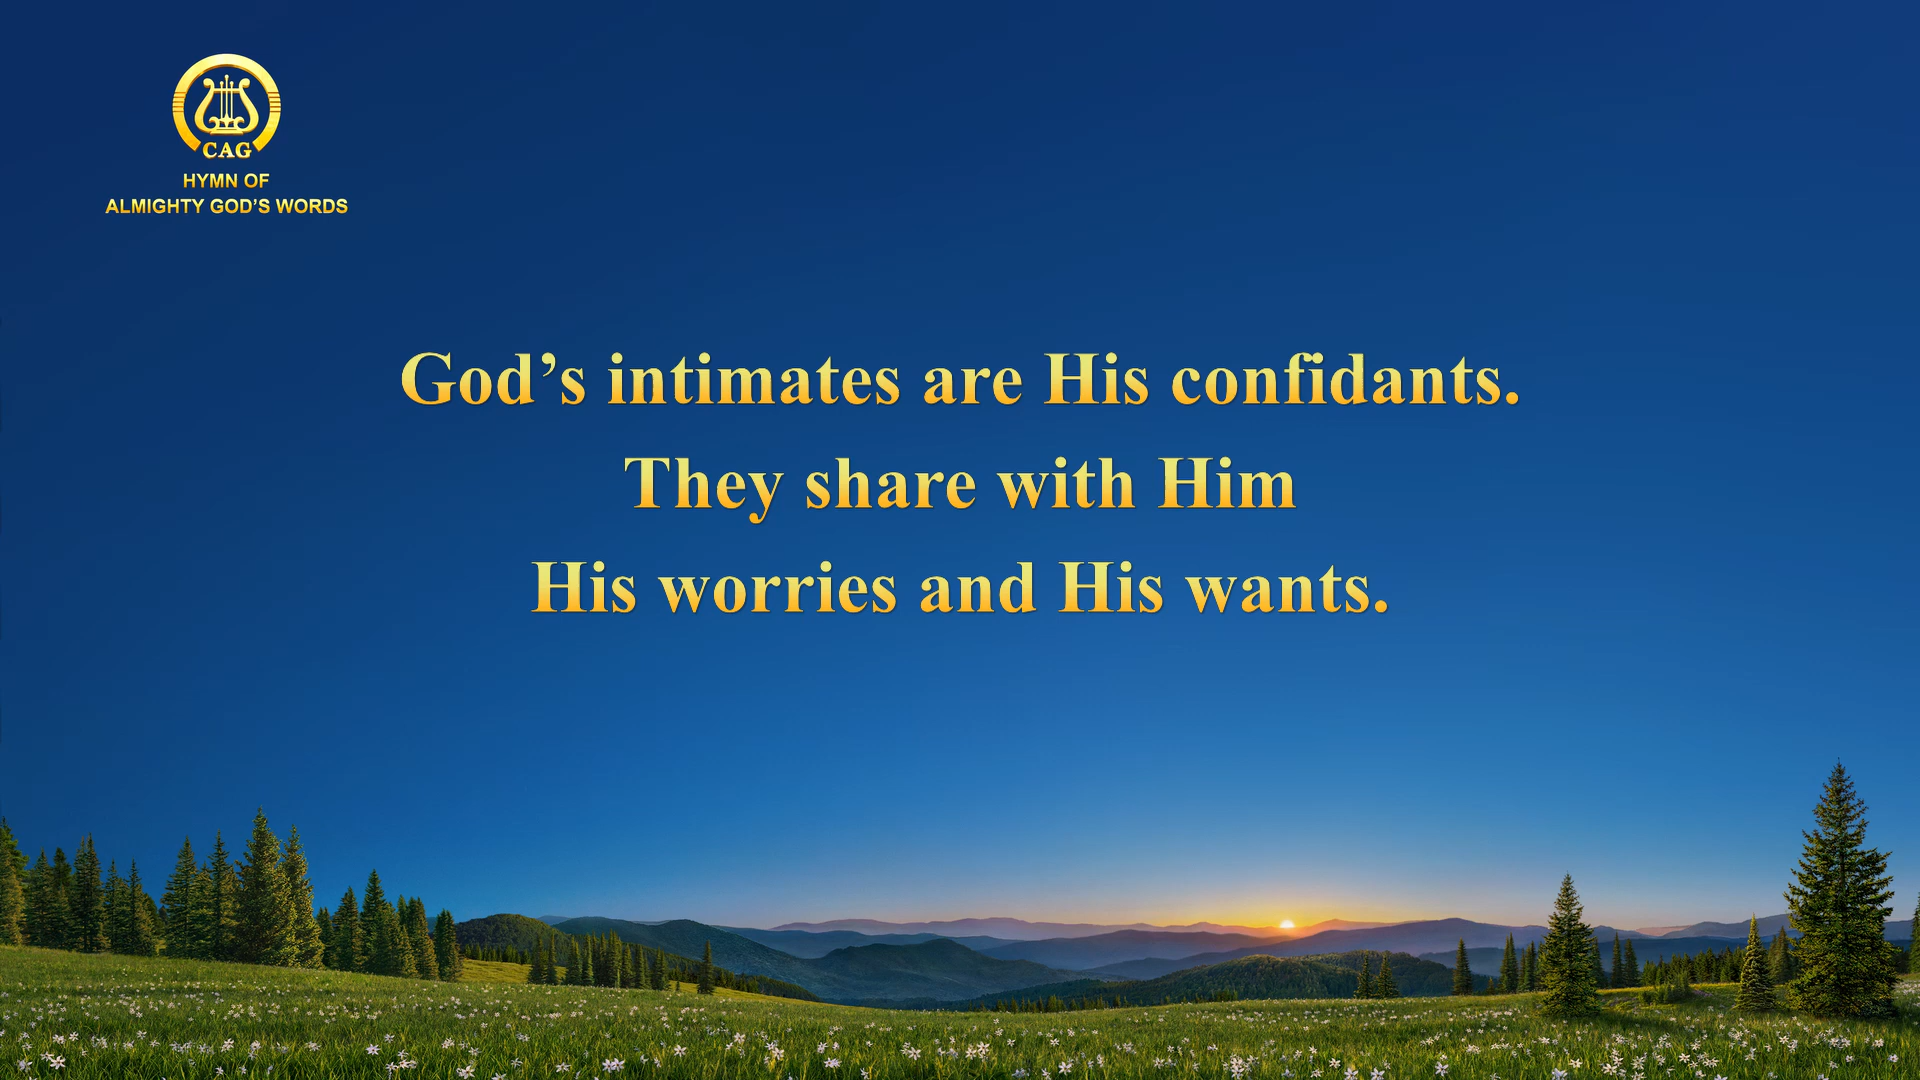 CAG
HYMN OF
ALMIGHTY GOD’S WORDS
God’s intimates are His confidants.
They share with Him
His worries and His wants.